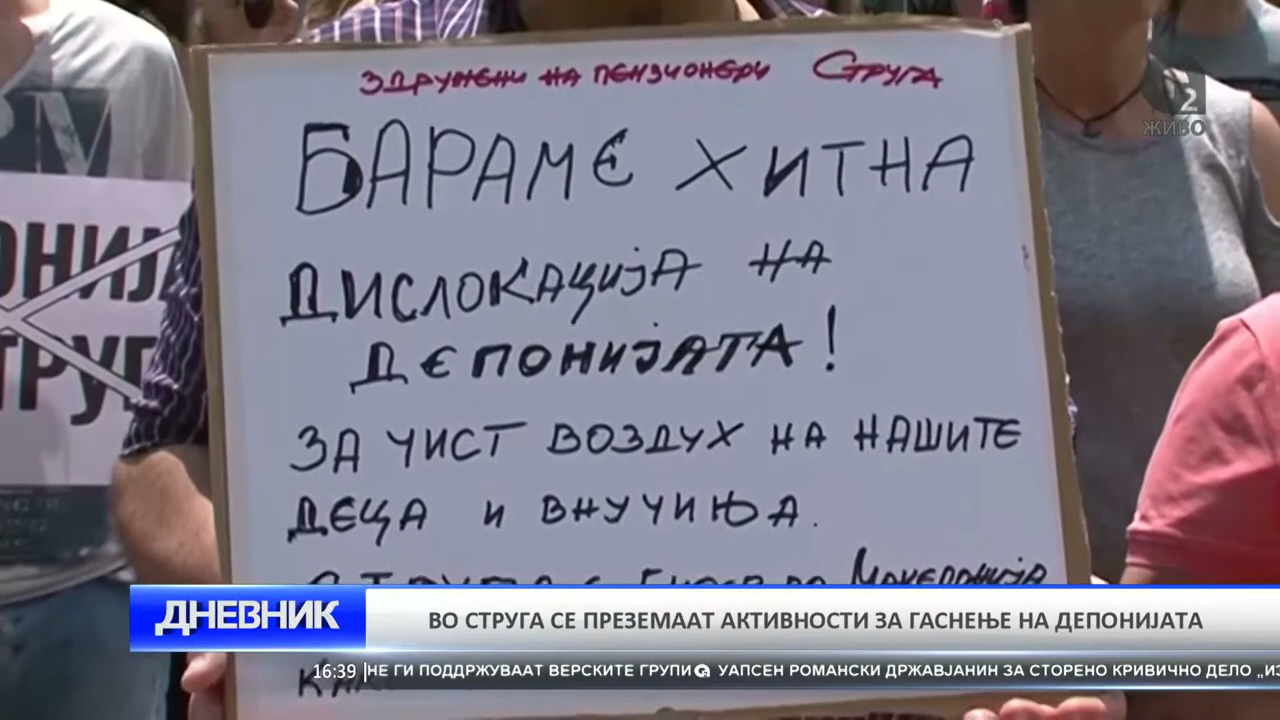 ЗДРУЖЕНИ НА ПЕНЗИОНЕРИ СТРУГА
БАРАМЕ ХИТНА
ДИСЛОКАЦИЈА НА
ДЕПОНИЈАТА!
ЗА ЧИСТ ВОЗДУХ НА НАШИТЕ
ДЕЦА И ВНУЧИЊА.
МАКЕДОНИЈА
2
ЖИВО
ДНЕВНИК
ВО СТРУГА СЕ ПРЕЗЕМААТ АКТИВНОСТИ ЗА ГАСНЕЊЕ НА ДЕПОНИЈАТА
16:39 НЕ ГИ ПОДДРЖУВААТ ВЕРСКИТЕ ГРУПИ УАПСЕН РОМАНСКИ ДРЖАВЈАНИН ЗА СТОРЕНО КРИВИЧНО ДЕЛО „ИЗ